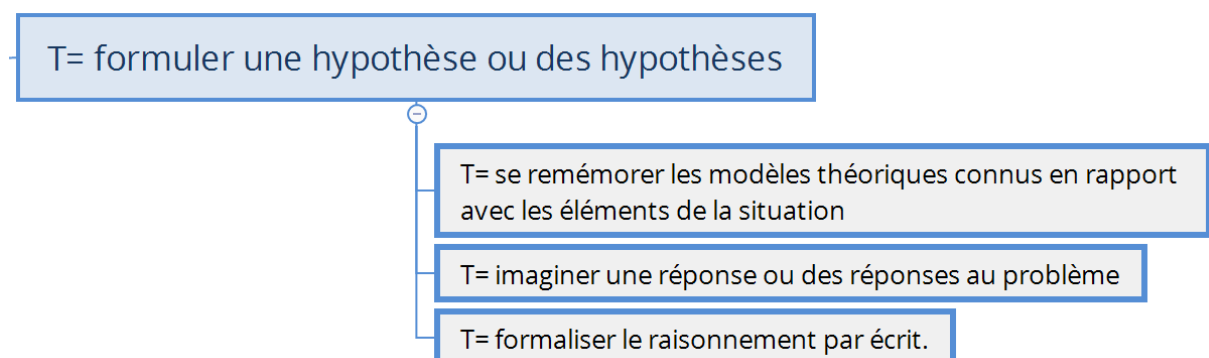 T= formuler une hypothèse ou des hypothèses
T= se remémorer les modèles théoriques connus en rapport
avec les éléments de la situation
T= imaginer une réponse ou des réponses au problème
T= formaliser le raisonnement par écrit.